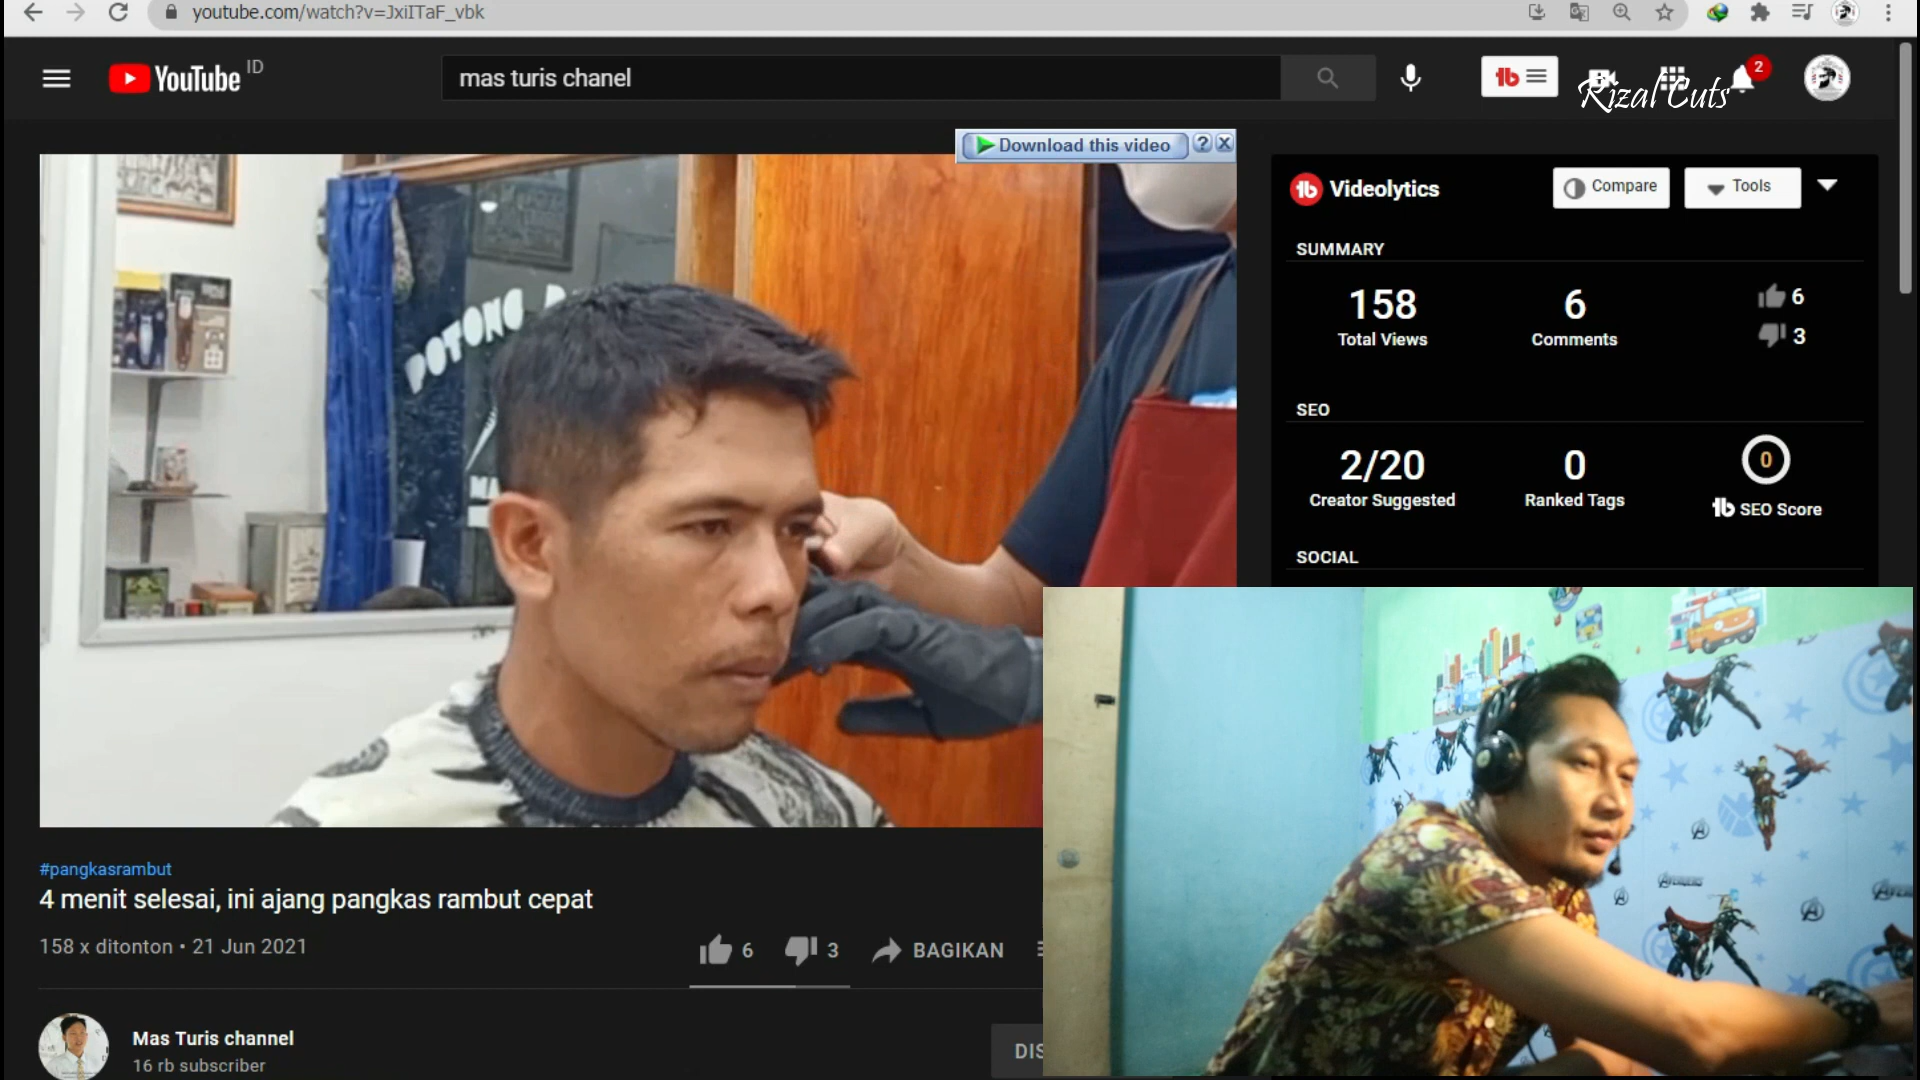 youtube.com/watch?v=JxiITaF_vbk
YouTube ID
mas turis chanel
2
Rizal Cuts
Download this video
?
POTONG
MA
Videolytics
Compare
Tools
SUMMARY
158
Total Views
6
Comments
6
3
SEO
2/20
Creator Suggested
0
Ranked Tags
0
SEO Score
SOCIAL
#pangkasrambut
4 menit selesai, ini ajang pangkas rambut cepat
158 x ditonton • 21 Jun 2021
6
3
BAGIKAN
Mas Turis channel
16 rb subscriber
DIS
AVENGERS